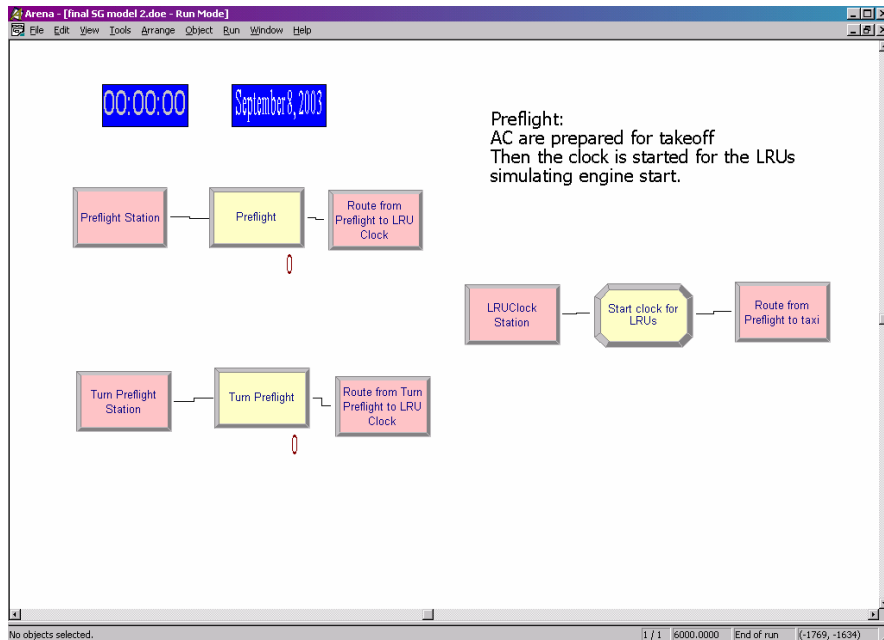 Arena - [final SG model 2.doe - Run Mode]
File Edit View Tools Arrange Object Run Window Help
00:00:00
September 8, 2003
Preflight:
AC are prepared for takeoff
Then the clock is started for the LRUs
simulating engine start.
Preflight Station
Preflight
Route from
Preflight to LRU
Clock
0
LRUClock
Station
Start clock for
LRUs
Route from
Preflight to taxi
Turn Preflight
Station
Turn Preflight
Route from Turn
Preflight to LRU
Clock
0
No objects selected.
1 / 1
6000.0000
End of run
(-1769, -1634)